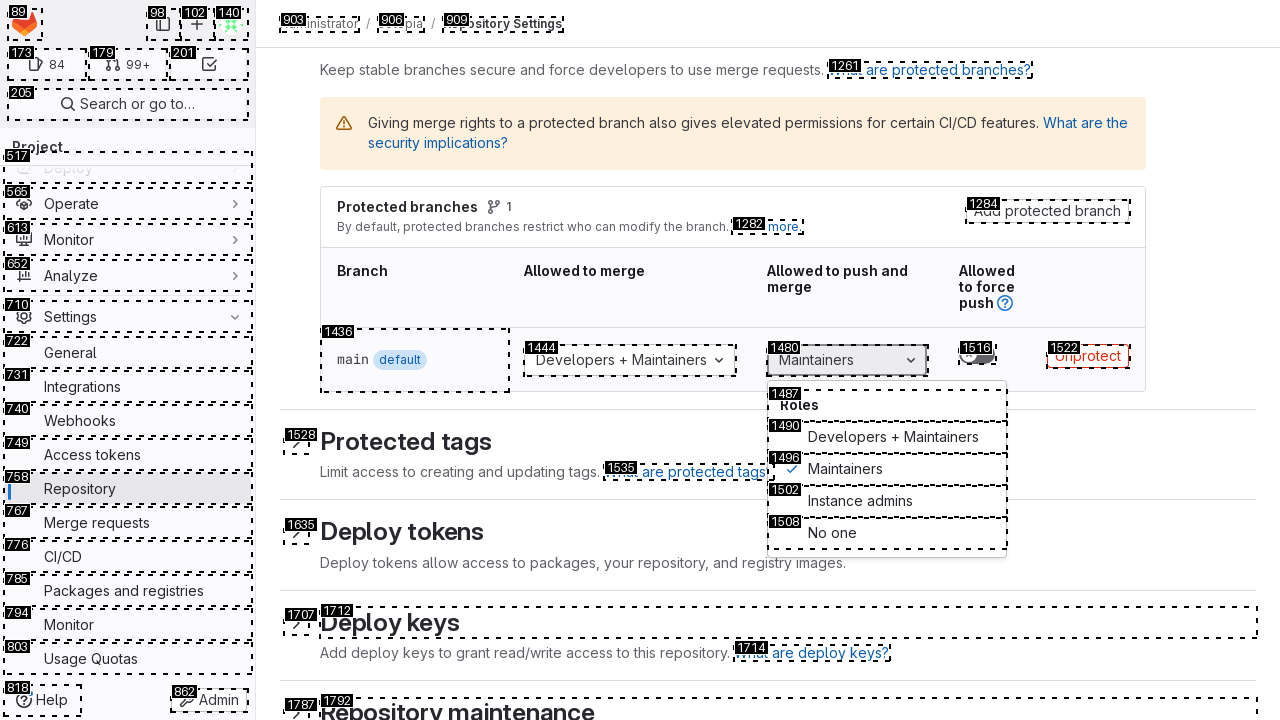 89
98
102
140
903
/
906
/
909
Repository Settings
173
84
179
99+
201
205
Search or go to…
Project
517
Deploy
565
Operate
613
Monitor
652
Analyze
710
Settings
722
General
731
Integrations
740
Webhooks
749
Access tokens
758
Repository
767
Merge requests
776
CI/CD
785
Packages and registries
794
Monitor
803
Usage Quotas
818
Help
862
Admin
Keep stable branches secure and force developers to use merge requests.
1261
What are protected branches?
Giving merge rights to a protected branch also gives elevated permissions for certain CI/CD features. What are the
security implications?
Protected branches 1
1284
Add protected branch
By default, protected branches restrict who can modify the branch.
1282
more.
Branch
Allowed to merge
Allowed to push and
merge
Allowed
to force
push
1436
main default
1444
Developers + Maintainers
1480
Maintainers
1516
1522
Unprotect
1487
Roles
1490
Developers + Maintainers
1496
Maintainers
1502
Instance admins
1508
No one
1528
Protected tags
Limit access to creating and updating tags.
1535
What are protected tags
1635
Deploy tokens
Deploy tokens allow access to packages, your repository, and registry images.
1707
1712
Deploy keys
Add deploy keys to grant read/write access to this repository.
1714
What are deploy keys?
1787
1792
Repository maintenance